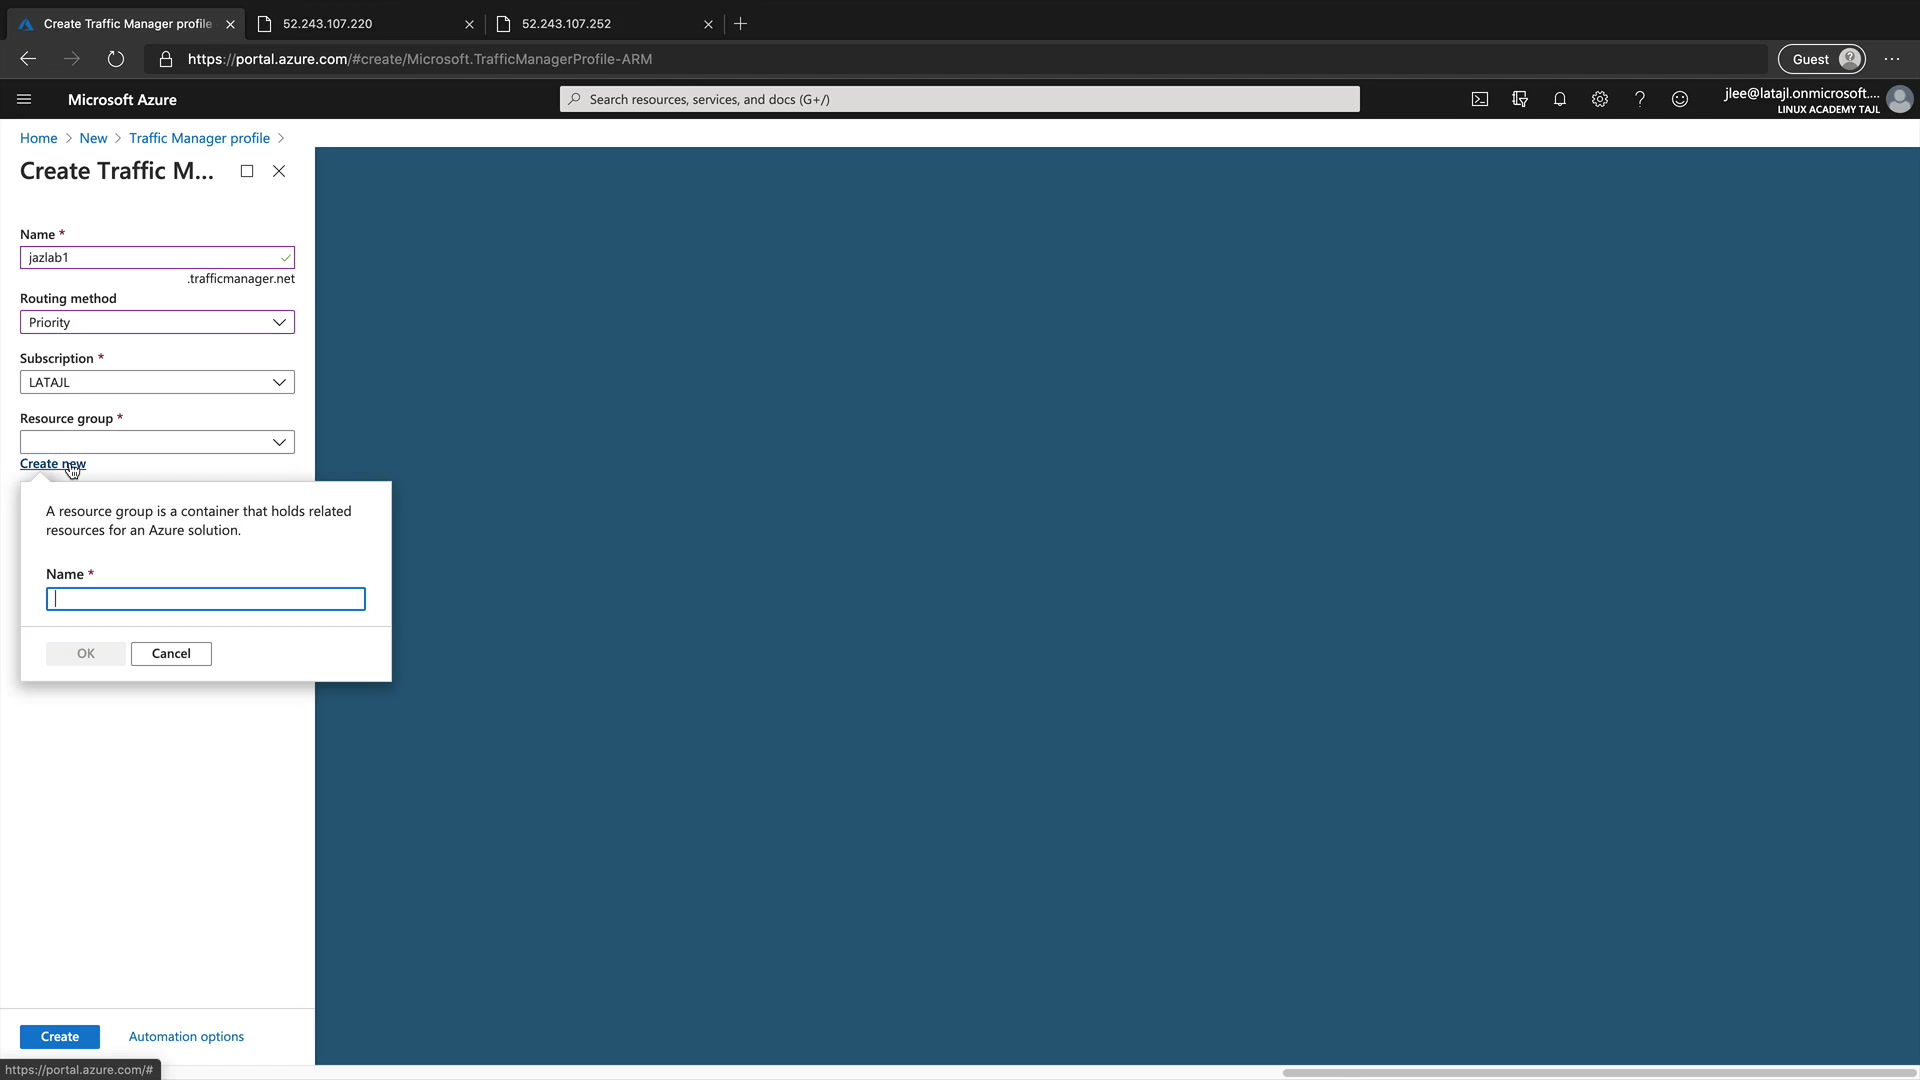 Create Traffic Manager profile
52.243.107.220
52.243.107.252
https://portal.azure.com/#create/Microsoft.TrafficManagerProfile-ARM
Guest
Microsoft Azure
Search resources, services, and docs (G+/)
jlee@latajl.onmicrosoft....
LINUX ACADEMY TAJL
Home > New > Traffic Manager profile >
Create Traffic M...
Name *
jazlab1
.trafficmanager.net
Routing method
Priority
Subscription *
LATAJL
Resource group *
Create new
A resource group is a container that holds related
resources for an Azure solution.
Name *
OK
Cancel
Create
Automation options
https://portal.azure.com/#